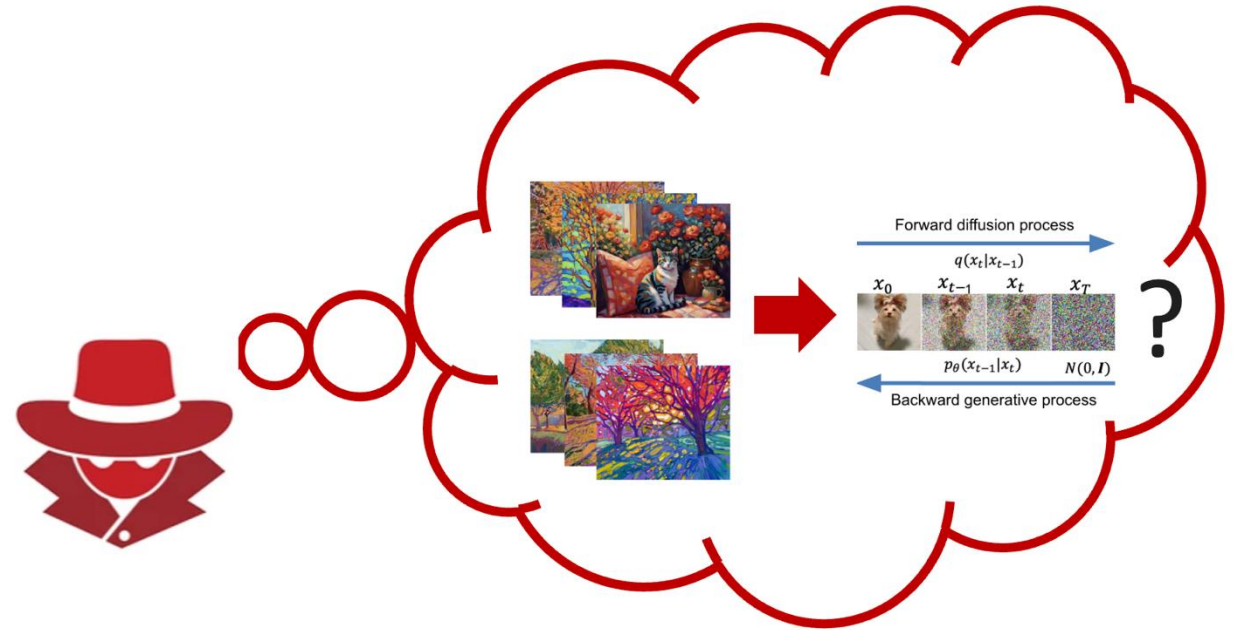 Forward diffusion process
q(x_t|x_{t-1})
x_0 x_{t-1} x_t x_T
?
p_θ(x_{t-1}|x_t) N(0, I)
Backward generative process